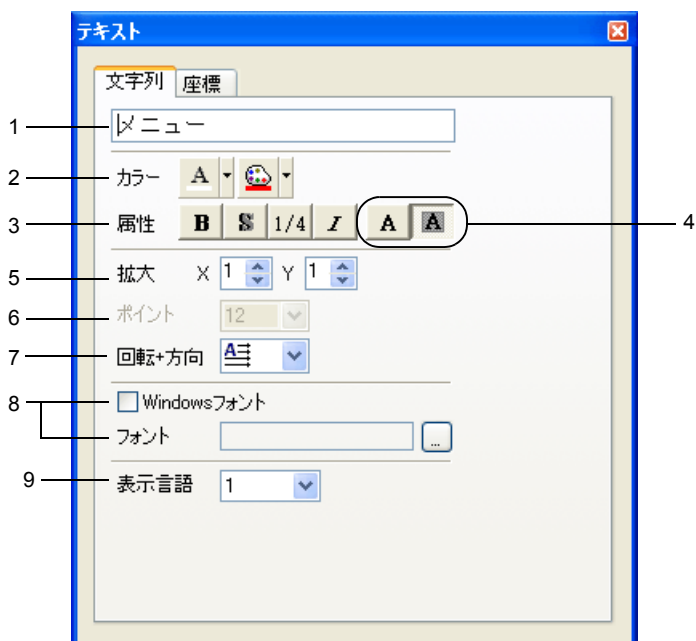 テキスト
文字列 座標
1 メニュー
2 カラー A
3 属性 B S 1/4 I A A 4
5 拡大 X 1 Y 1
6 ポイント 12
7 回転+方向 A
8 Windowsフォント
フォント ...
9 表示言語 1